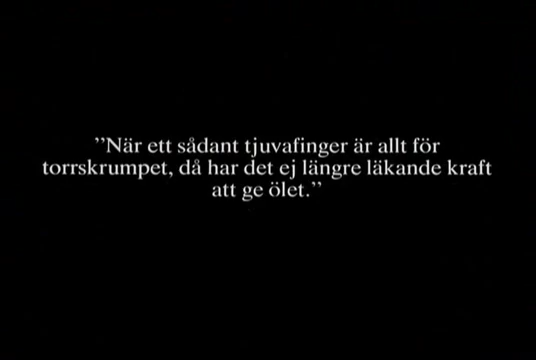 ”När ett sådant tjuvafinger är allt för
torrskrumpet, då har det ej längre läkande kraft
att ge ölet.”